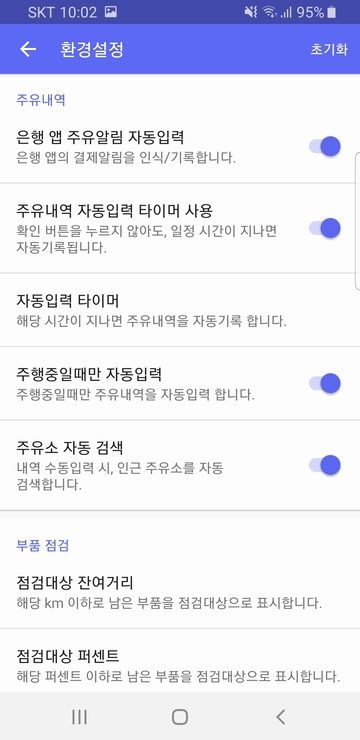 SKT 10:02 95%
환경설정 초기화
주유내역
은행 앱 주유알림 자동입력
은행 앱의 결제알림을 인식/기록합니다.
주유내역 자동입력 타이머 사용
확인 버튼을 누르지 않아도, 일정 시간이 지나면
자동기록됩니다.
자동입력 타이머
해당 시간이 지나면 주유내역을 자동기록 합니다.
주행중일때만 자동입력
주행중일때만 주유내역을 자동입력 합니다.
주유소 자동 검색
내역 수동입력 시, 인근 주유소를 자동
검색합니다.
부품 점검
점검대상 잔여거리
해당 km 이하로 남은 부품을 점검대상으로 표시합니다.
점검대상 퍼센트
해당 퍼센트 이하로 남은 부품을 점검대상으로 표시합니다.